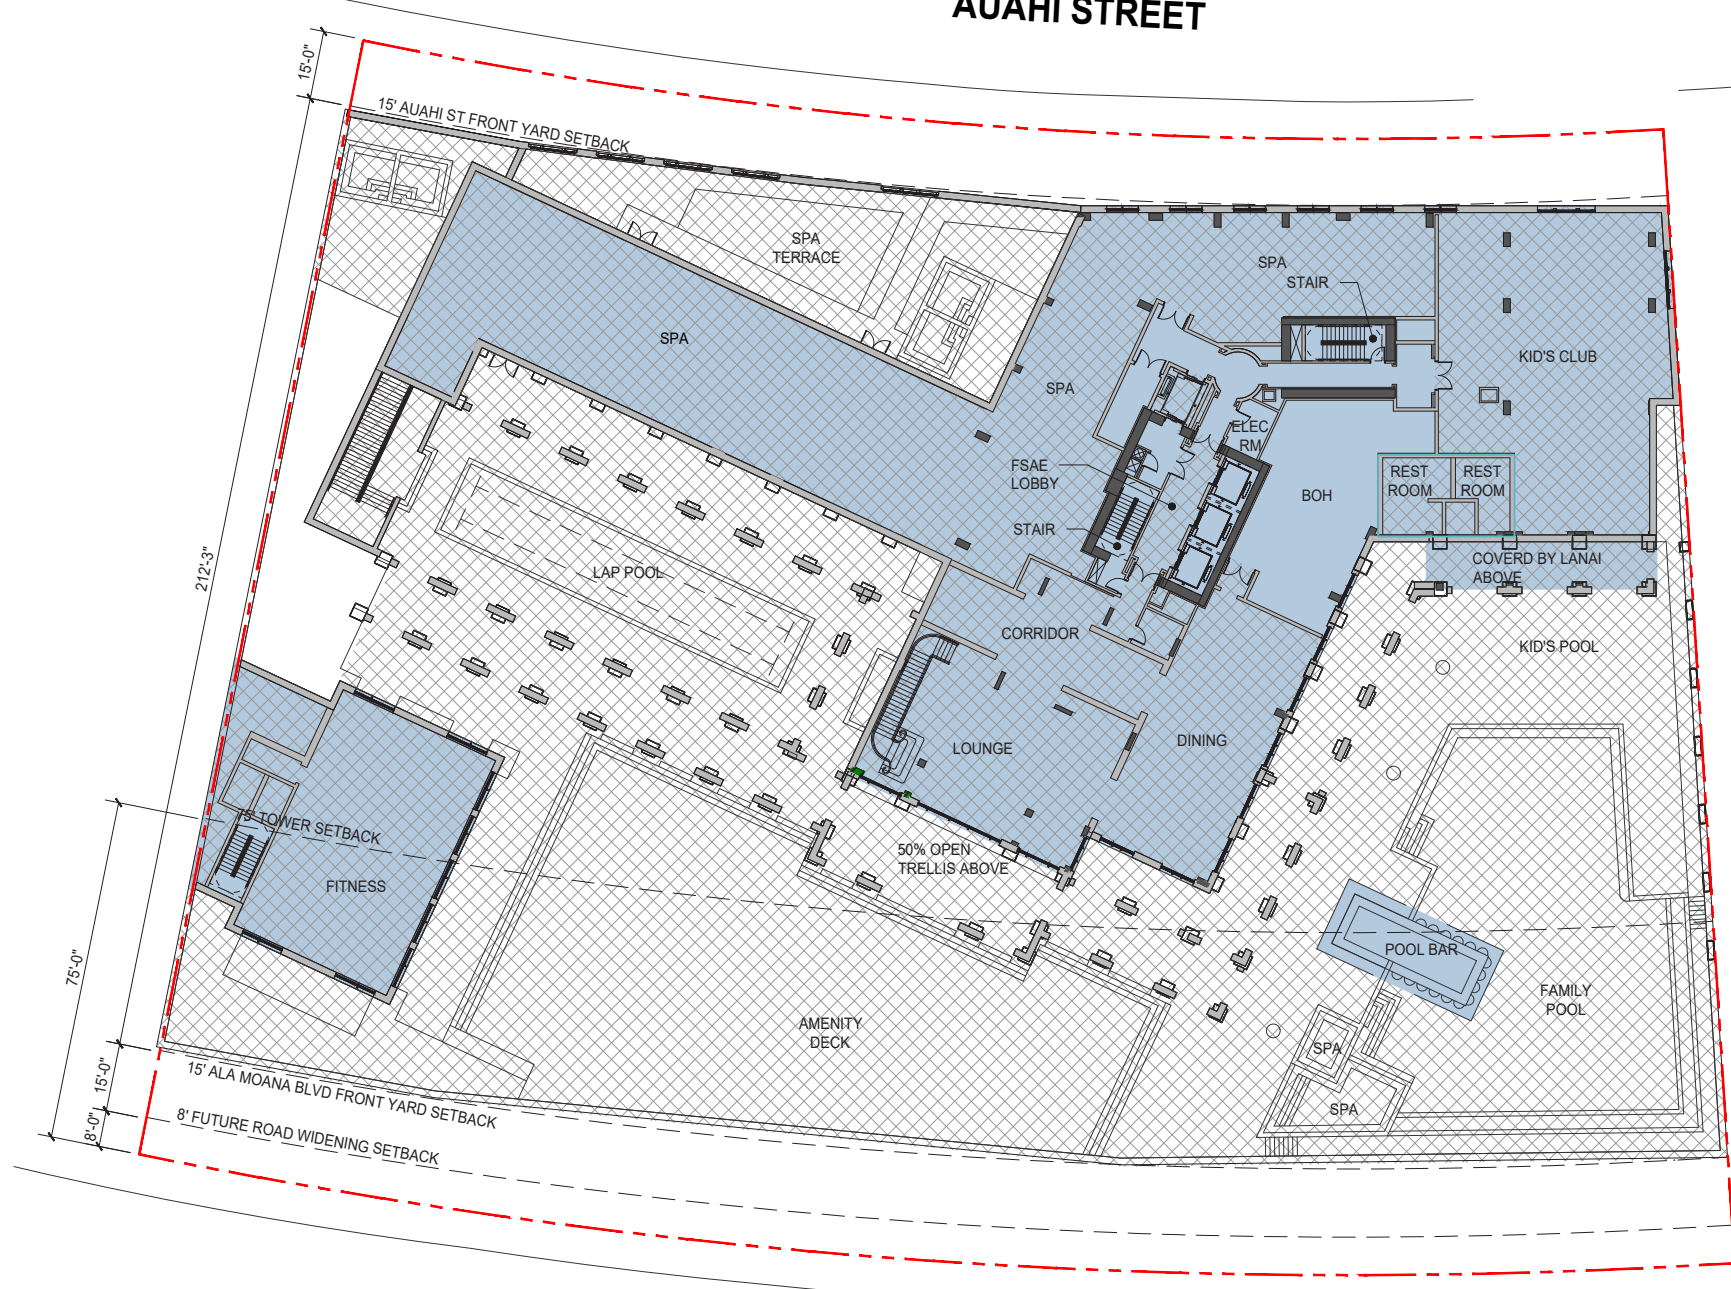 AUAHI STREET
15'-0"
15' AUAHI ST FRONT YARD SETBACK
SPA
TERRACE
SPA
STAIR
SPA
KID'S CLUB
SPA
ELEC
RM
FSAE
LOBBY
REST
ROOM
REST
ROOM
BOH
STAIR
212'-3"
LAP POOL
COVERD BY LANAI
ABOVE
CORRIDOR
KID'S POOL
LOUNGE
DINING
5' TOWER SETBACK
50% OPEN
TRELLIS ABOVE
FITNESS
75'-0"
POOL BAR
FAMILY
POOL
AMENITY
DECK
SPA
15'-0"
15' ALA MOANA BLVD FRONT YARD SETBACK
SPA
8'-0"
8' FUTURE ROAD WIDENING SETBACK